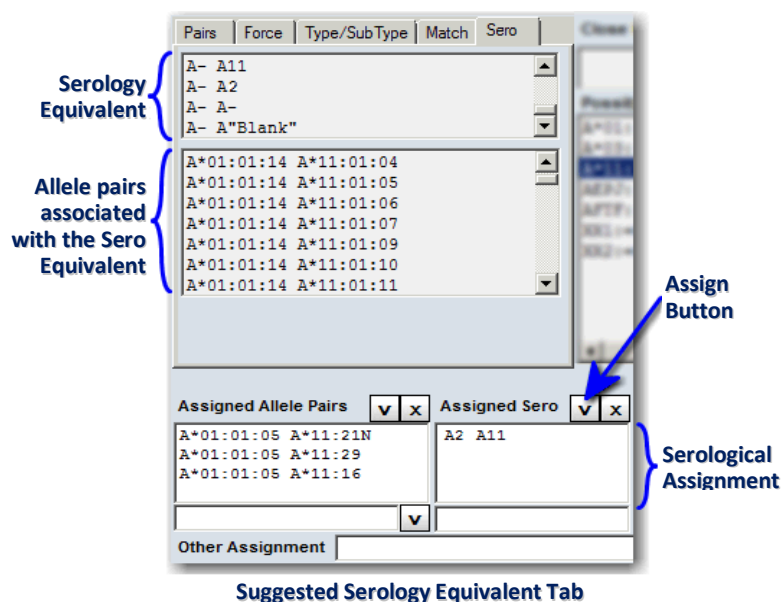 Pairs Force Type/SubType Match Sero
Close
Serology
Equivalent
A- A11
A- A2
A- A-
A- A"Blank"
Allele pairs
associated
with the Sero
Equivalent
A*01:01:14 A*11:01:04
A*01:01:14 A*11:01:05
A*01:01:14 A*11:01:06
A*01:01:14 A*11:01:07
A*01:01:14 A*11:01:09
A*01:01:14 A*11:01:10
A*01:01:14 A*11:01:11
Assign
Button
Assigned Allele Pairs v x
A*01:01:05 A*11:21N
A*01:01:05 A*11:29
A*01:01:05 A*11:16
v
Assigned Sero v x
A2 A11
Serological
Assignment
Other Assignment
Suggested Serology Equivalent Tab